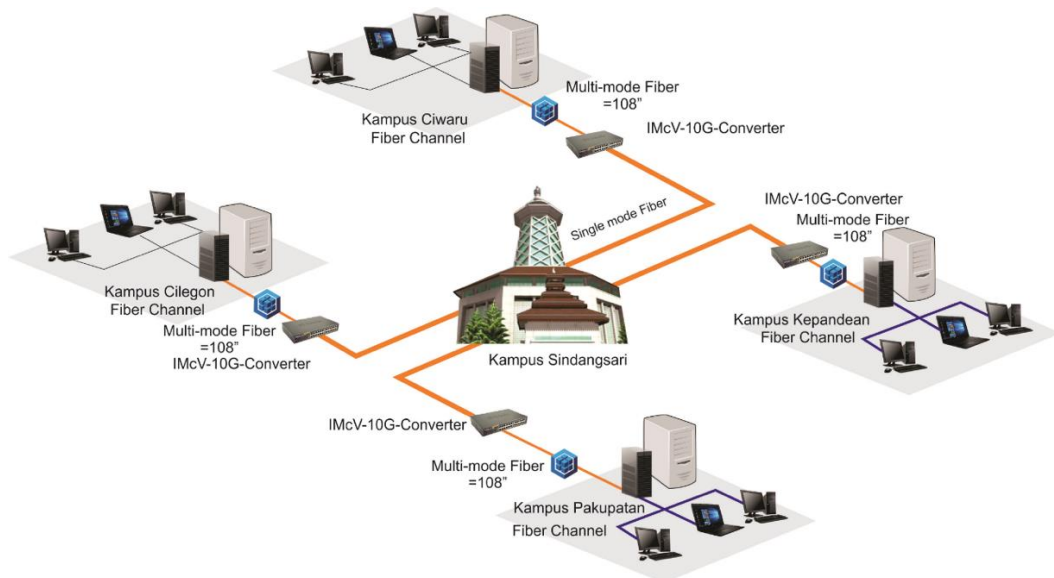 Multi-mode Fiber
=108"
IMcV-10G-Converter
Kampus Ciwaru
Fiber Channel
Single mode Fiber
IMcV-10G-Converter
Multi-mode Fiber
=108"
Kampus Cilegon
Fiber Channel
Multi-mode Fiber
=108"
IMcV-10G-Converter
Kampus Kepandean
Fiber Channel
Kampus Sindangsari
IMcV-10G-Converter
Multi-mode Fiber
=108"
Kampus Pakupatan
Fiber Channel